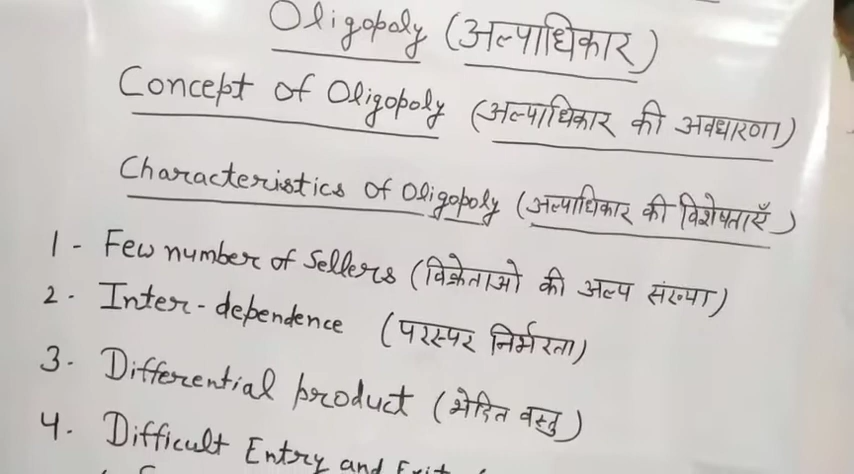 Oligopoly (अल्पाधिकार)
Concept of Oligopoly (अल्पाधिकार की अवधारणा)
Characteristics of Oligopoly (अल्पाधिकार की विशेषताएँ)
1 - Few number of Sellers (विक्रेताओ की अल्प संख्या)
2. Inter-dependence (परस्पर निर्भरता)
3. Differential product (भेदित वस्तु)
4. Difficult Entry and Exit